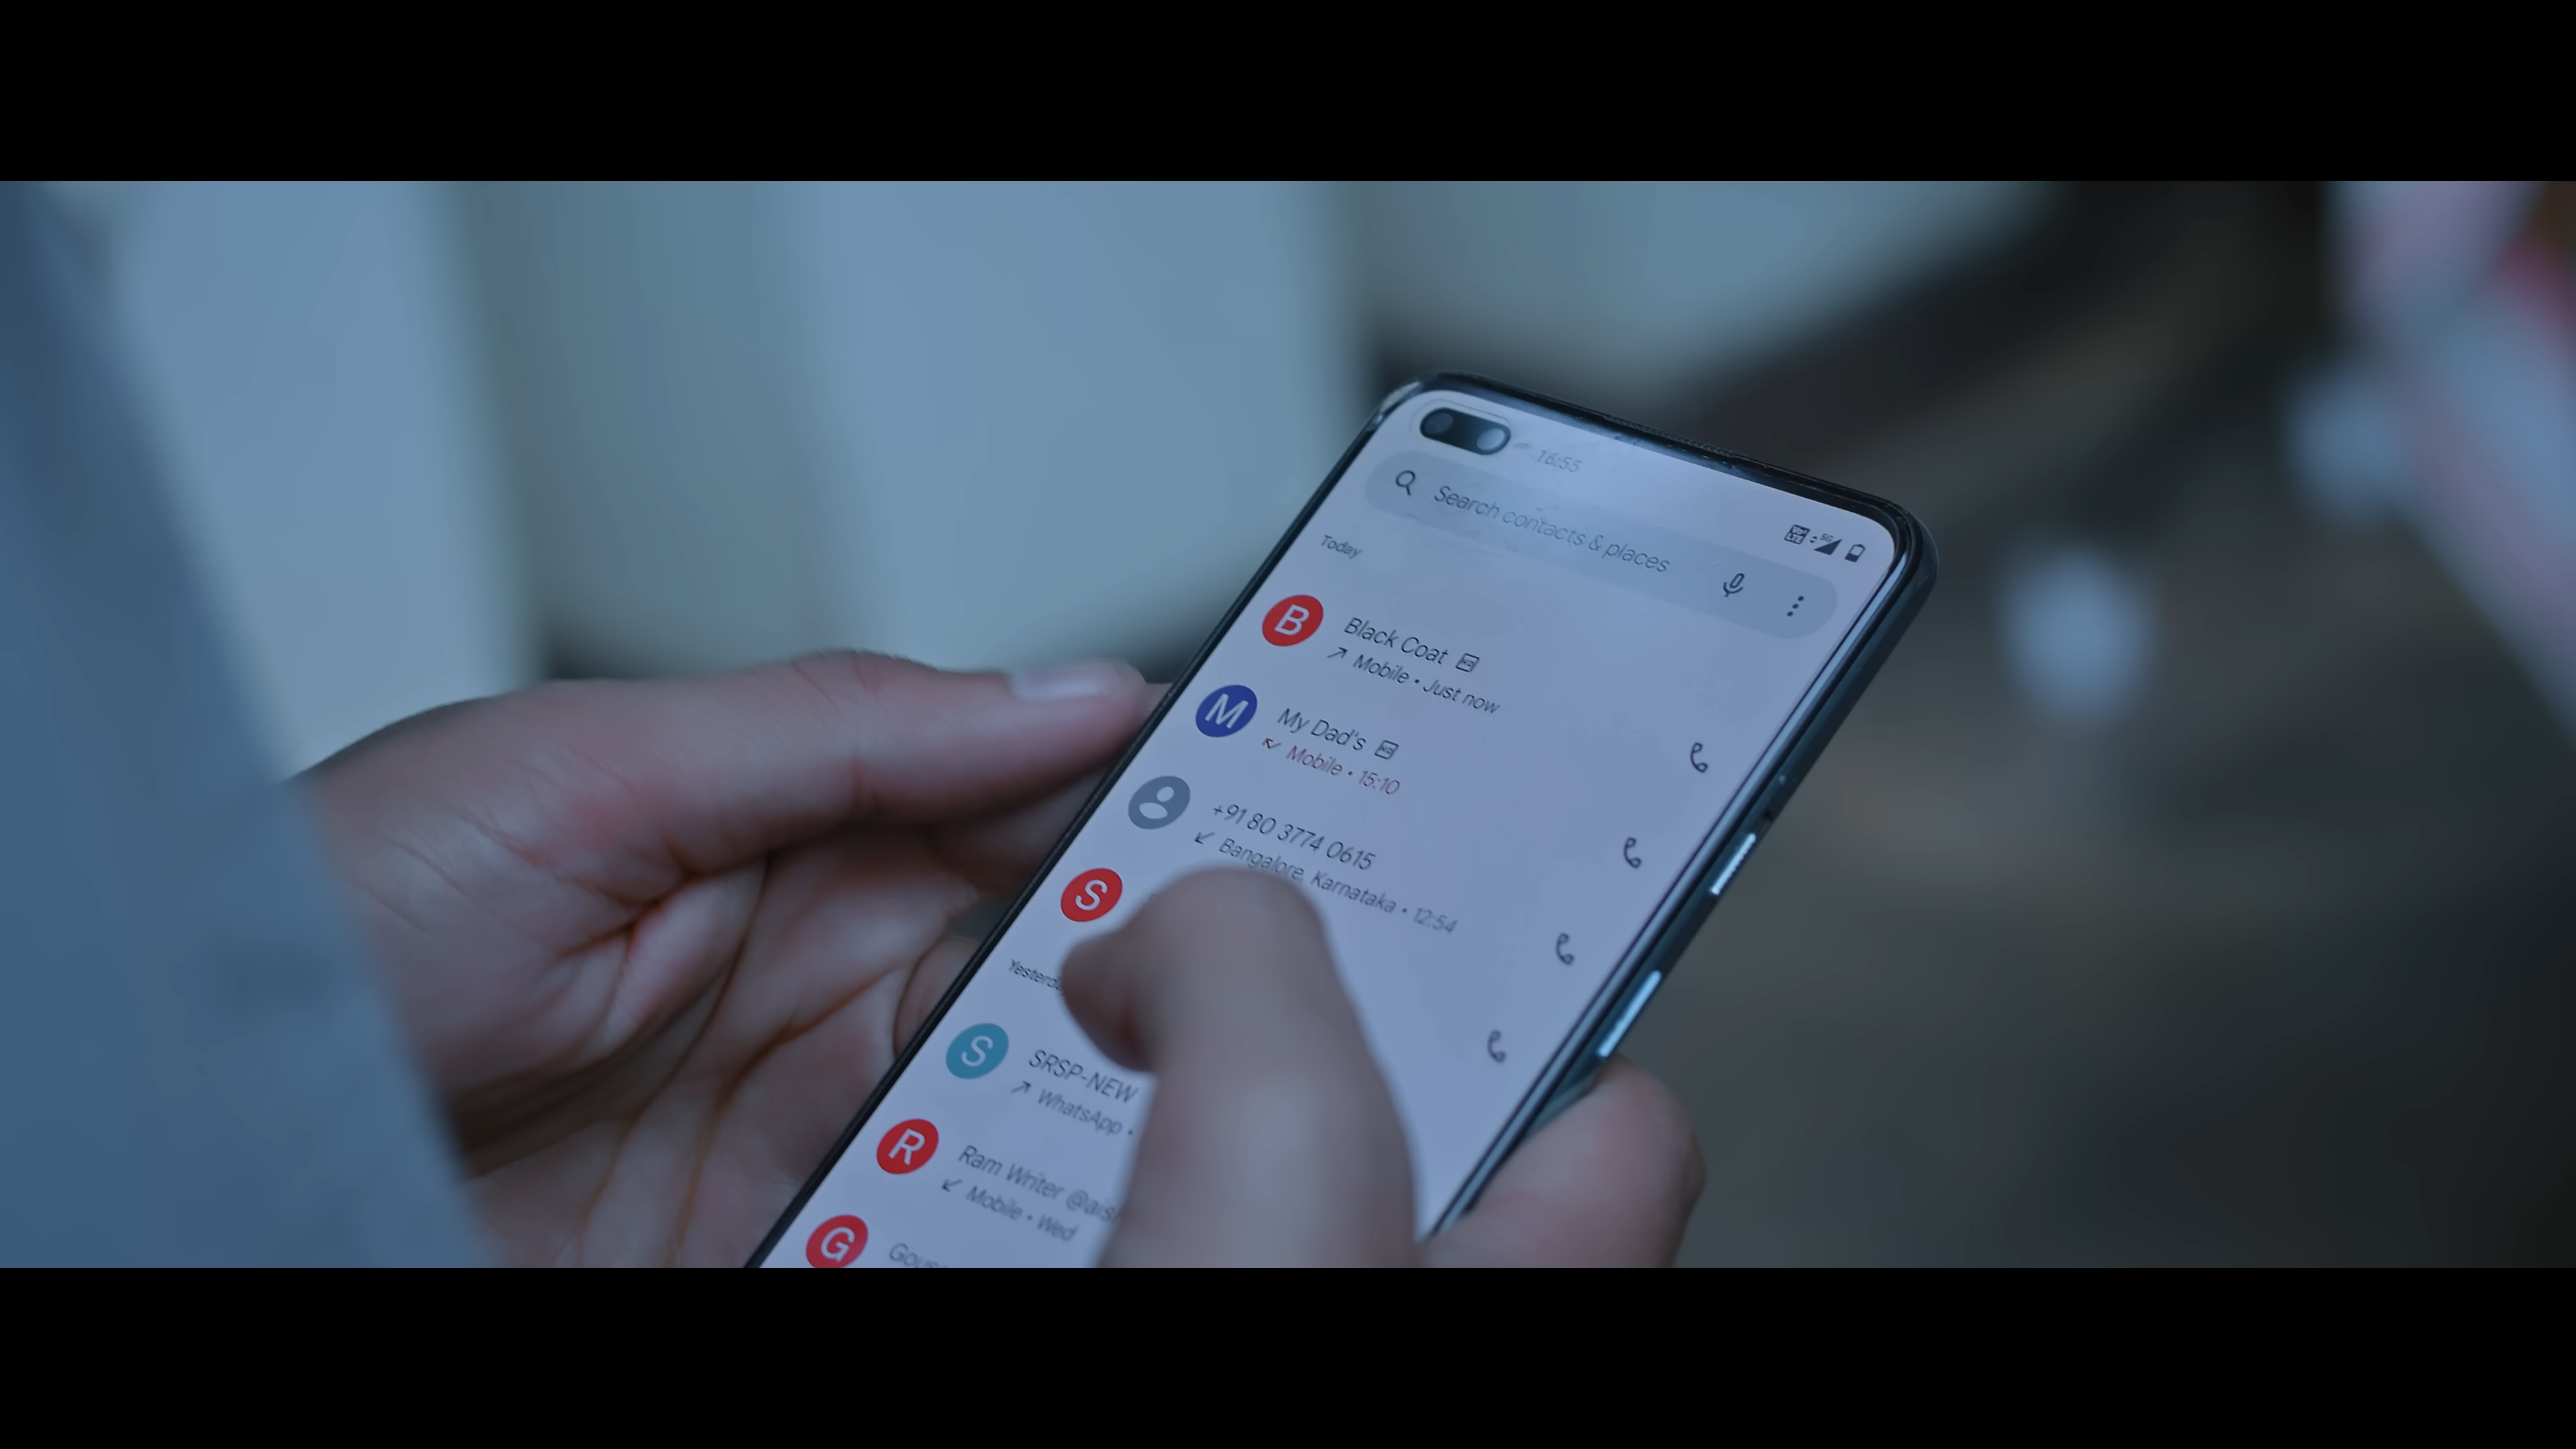 16:55
Search contacts & places
Today
B
Black Coat
Mobile • Just now
M
My Dad's
Mobile • 15:10
+91 80 3774 0615
Bangalore, Karnataka • 12:54
S
S
SRSP-NEW
WhatsApp •
R
Ram Writer
Mobile • Wed
G